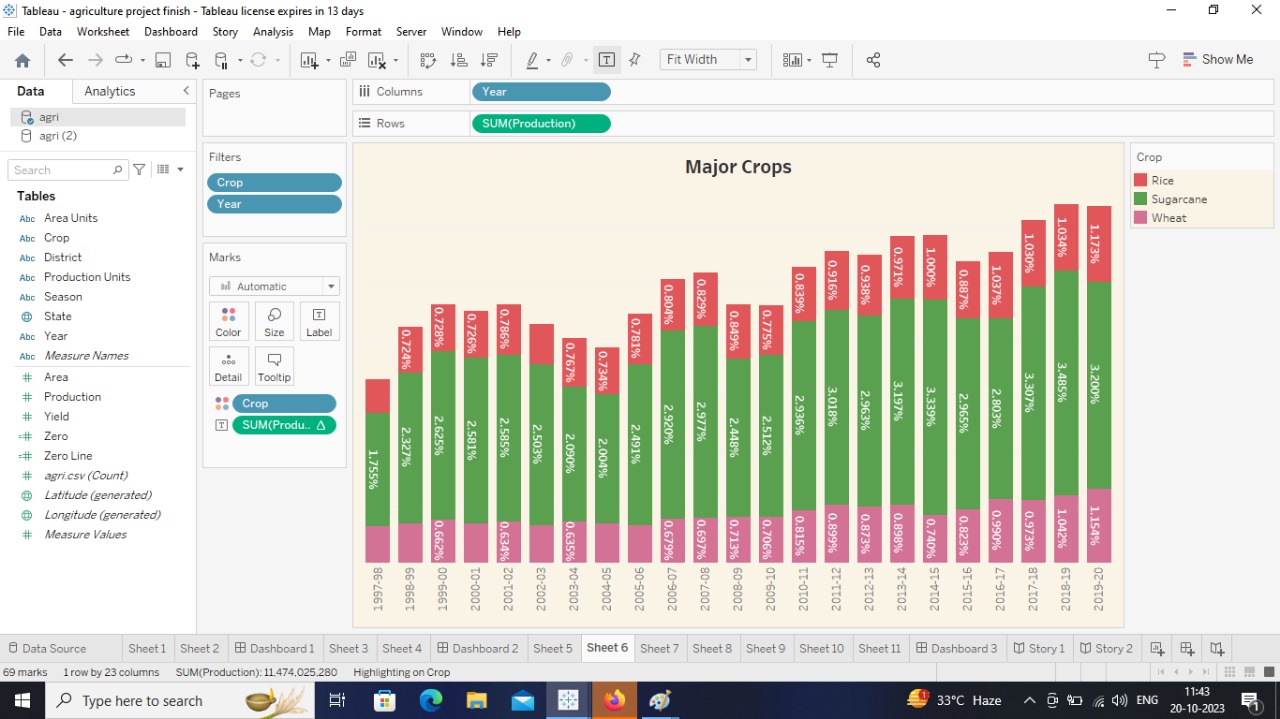 Tableau - agriculture project finish - Tableau license expires in 13 days
File Data Worksheet Dashboard Story Analysis Map Format Server Window Help
Fit Width
Show Me
Data Analytics
agri
agri (2)
Search
Tables
Abc Area Units
Abc Crop
Abc District
Abc Production Units
Abc Season
State
Abc Year
Abc Measure Names
Area
Production
Yield
Zero
Zero Line
agri.csv (Count)
Latitude (generated)
Longitude (generated)
Measure Values
Pages
Filters
Crop
Year
Marks
Automatic
Color Size Label
Detail Tooltip
Crop
SUM(Produ..
Columns Year
Rows SUM(Production)
Major Crops
0.724% 0.728% 0.726% 0.786% 0.767% 0.734% 0.781% 0.804% 0.829% 0.849% 0.775% 0.839% 0.916% 0.938% 0.971% 1.000% 0.887% 1.037% 1.030% 1.034% 1.173%
1.755% 2.327% 2.625% 2.581% 2.585% 2.503% 2.090% 2.004% 2.491% 2.920% 2.977% 2.448% 2.512% 2.936% 3.018% 2.963% 3.197% 3.339% 2.965% 2.803% 3.307% 3.485% 3.200%
0.662% 0.634% 0.635% 0.679% 0.697% 0.713% 0.706% 0.815% 0.899% 0.873% 0.898% 0.740% 0.823% 0.990% 0.973% 1.042% 1.154%
1997-98 1998-99 1999-00 2000-01 2001-02 2002-03 2003-04 2004-05 2005-06 2006-07 2007-08 2008-09 2009-10 2010-11 2011-12 2012-13 2013-14 2014-15 2015-16 2016-17 2017-18 2018-19 2019-20
Crop
Rice
Sugarcane
Wheat
Data Source Sheet 1 Sheet 2 Dashboard 1 Sheet 3 Sheet 4 Dashboard 2 Sheet 5 Sheet 6 Sheet 7 Sheet 8 Sheet 9 Sheet 10 Sheet 11 Dashboard 3 Story 1 Story 2
69 marks 1 row by 23 columns SUM(Production): 11,474,025.280 Highlighting on Crop
Type here to search
1
33°C Haze
ENG
11:43
20-10-2023
1